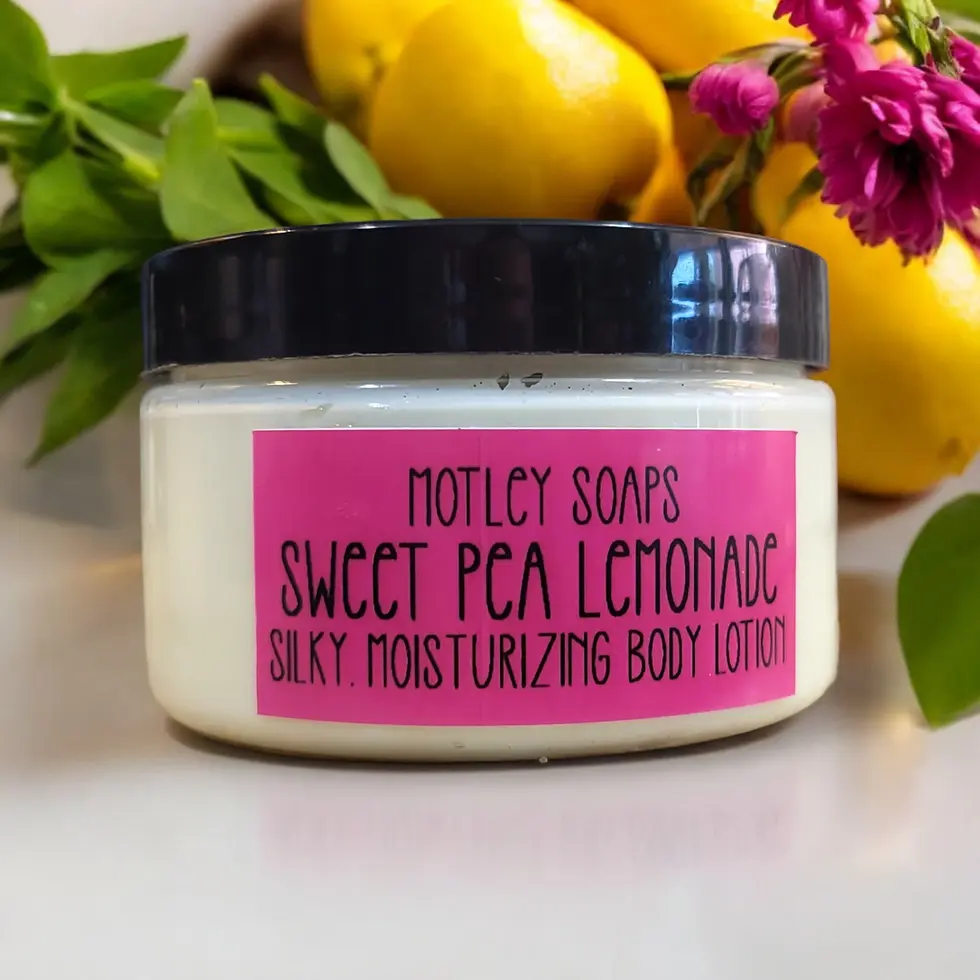 MOTLEY SOAPS
SWEET PEA LEMONADE
SILKY. MOISTURIZING BODY LOTION